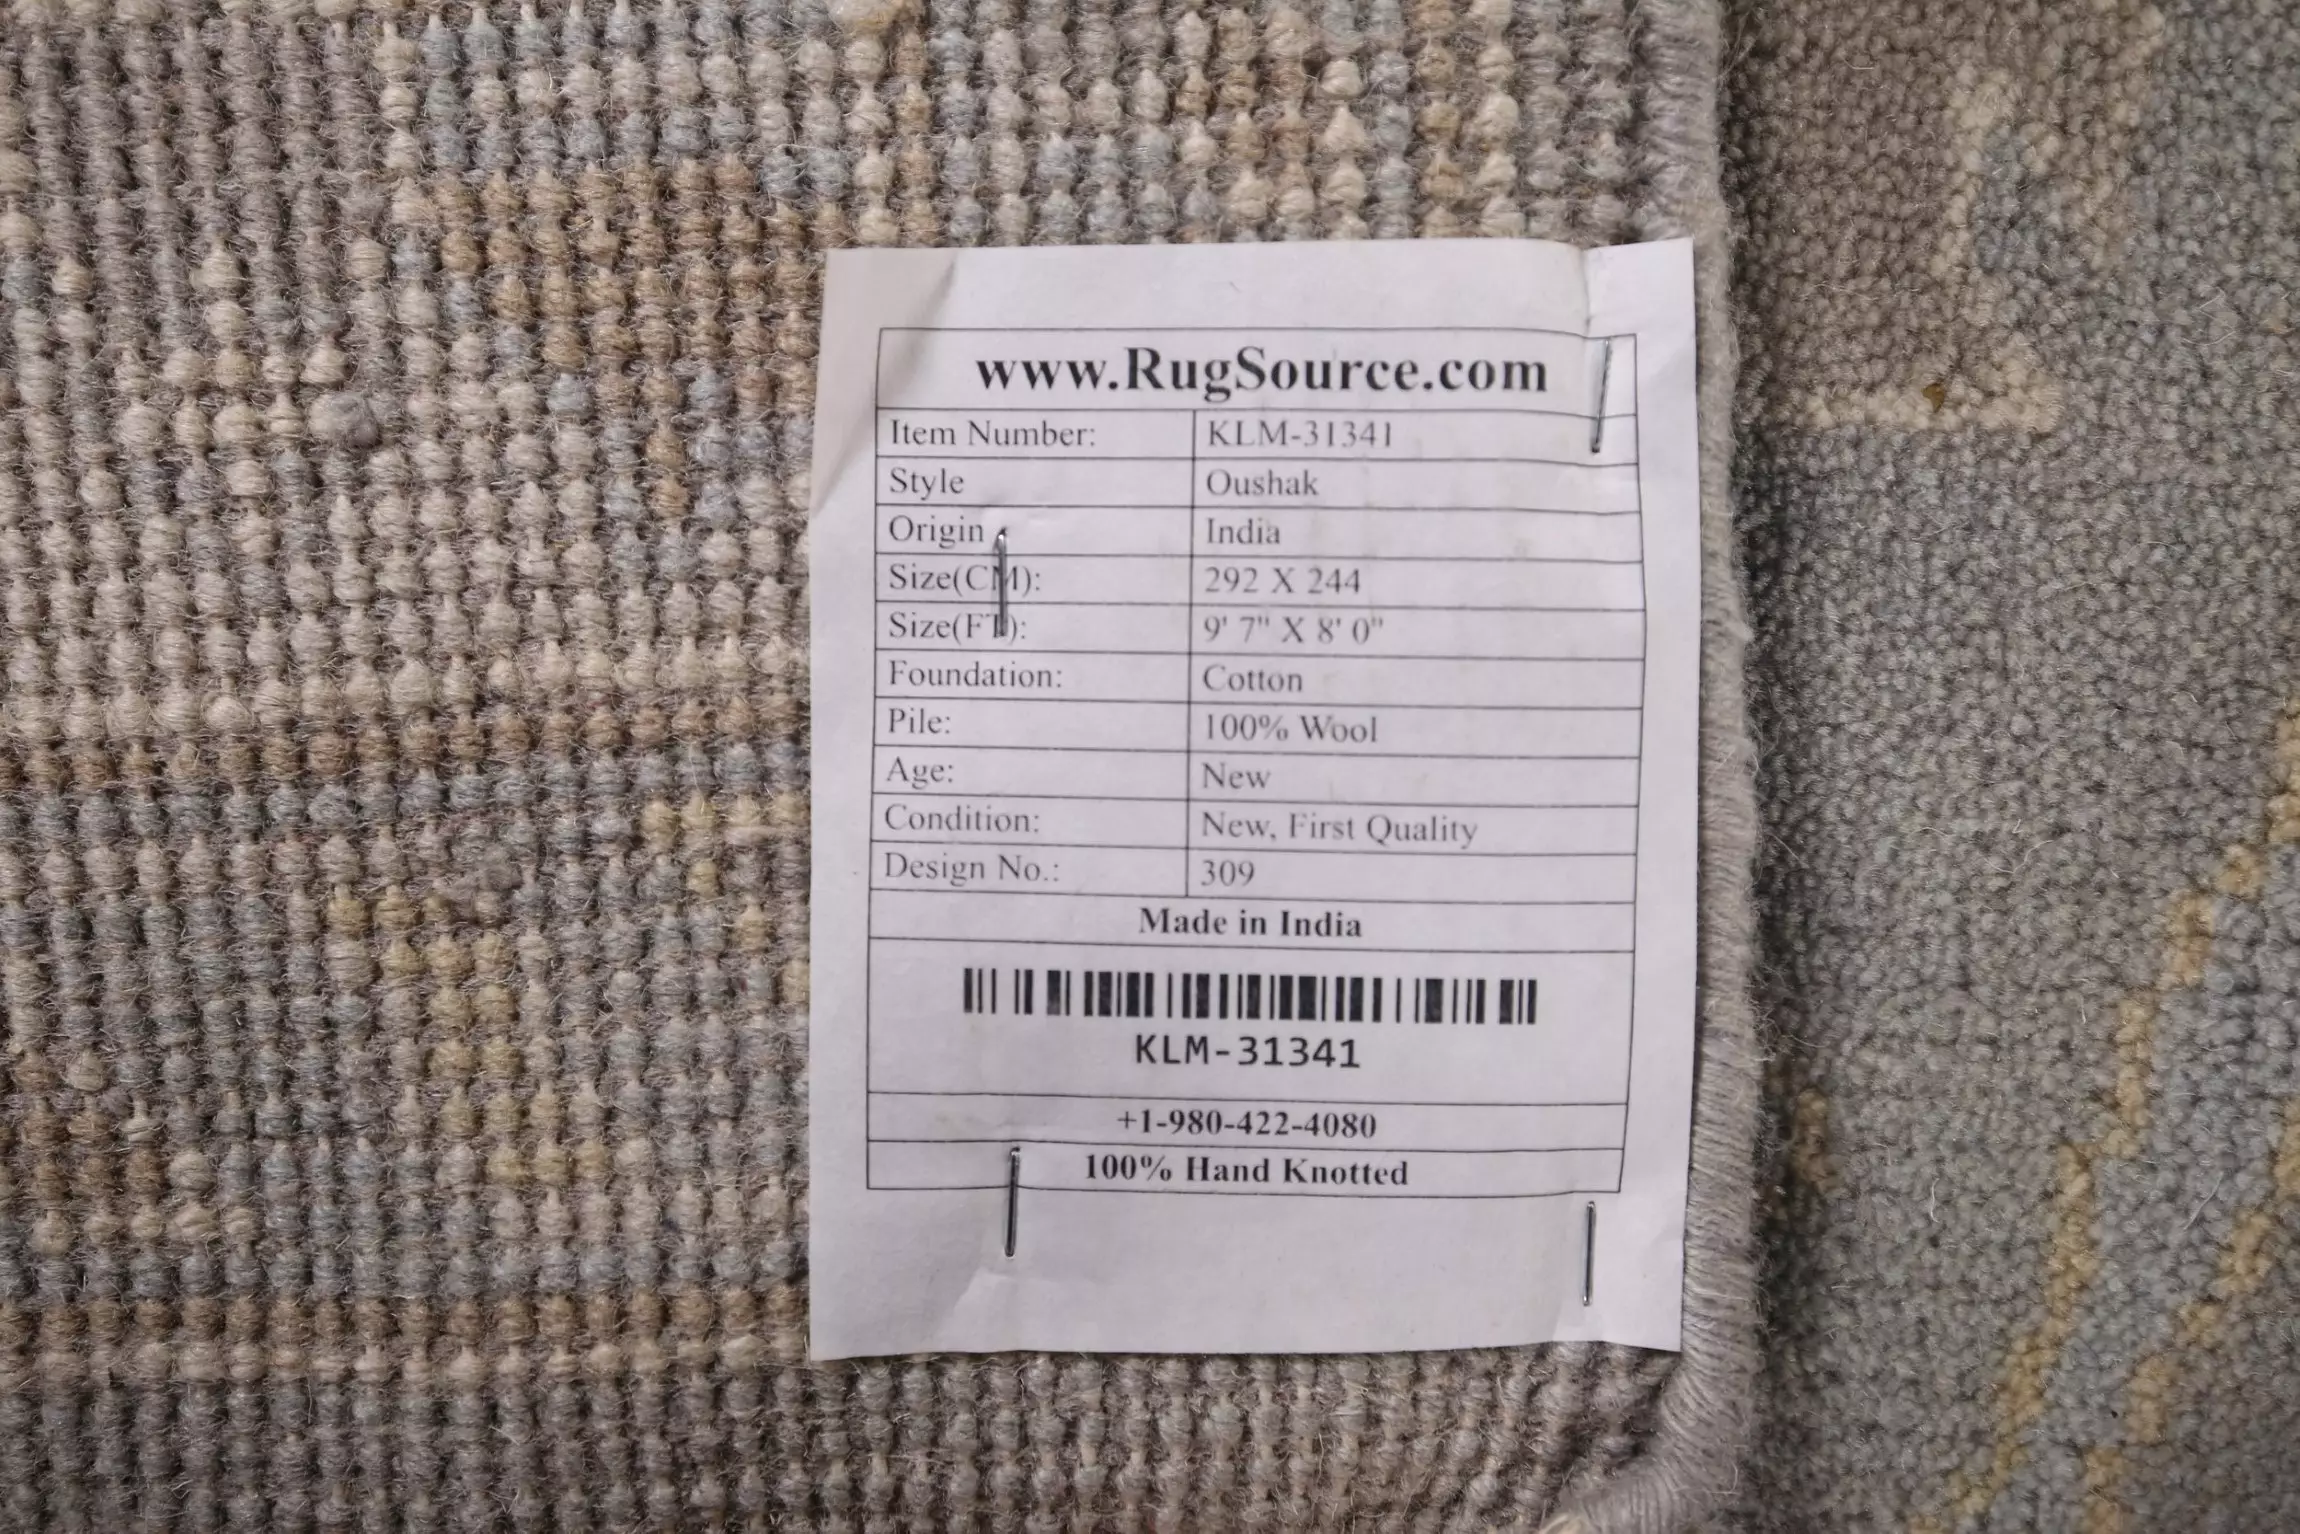 www.RugSource.com
Item Number: KLM-31341
Style Oushak
Origin India
Size(CM): 292 X 244
Size(FT): 9' 7" X 8' 0"
Foundation: Cotton
Pile: 100% Wool
Age: New
Condition: New, First Quality
Design No.: 309
Made in India
KLM-31341
+1-980-422-4080
100% Hand Knotted